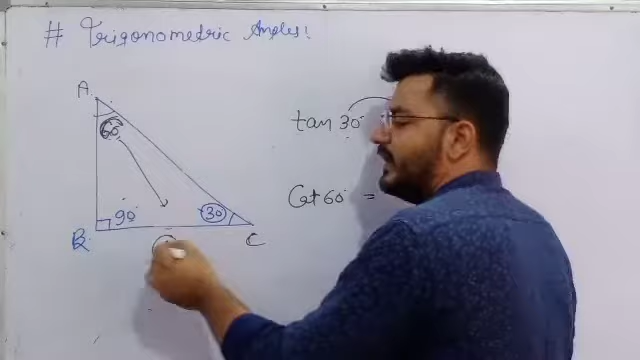 # Trigonometric Angles:
A
60°
tan 30°
Cot 60° =
90°
30°
B
C